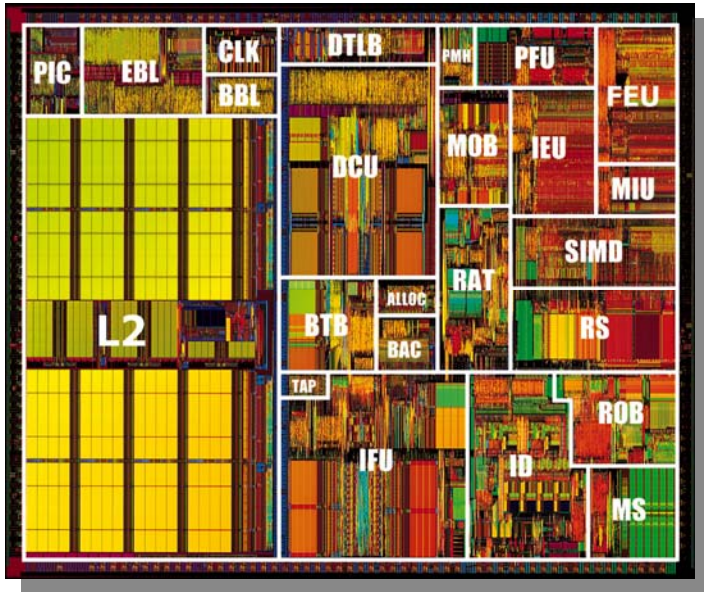 PIC
EBL
CLK
BBL
DTLB
PMH
PFU
FEU
DCU
MOB
IEU
MIU
SIMD
RAT
L2
BTB
ALLOC
BAC
RS
TAP
IFU
ID
ROB
MS